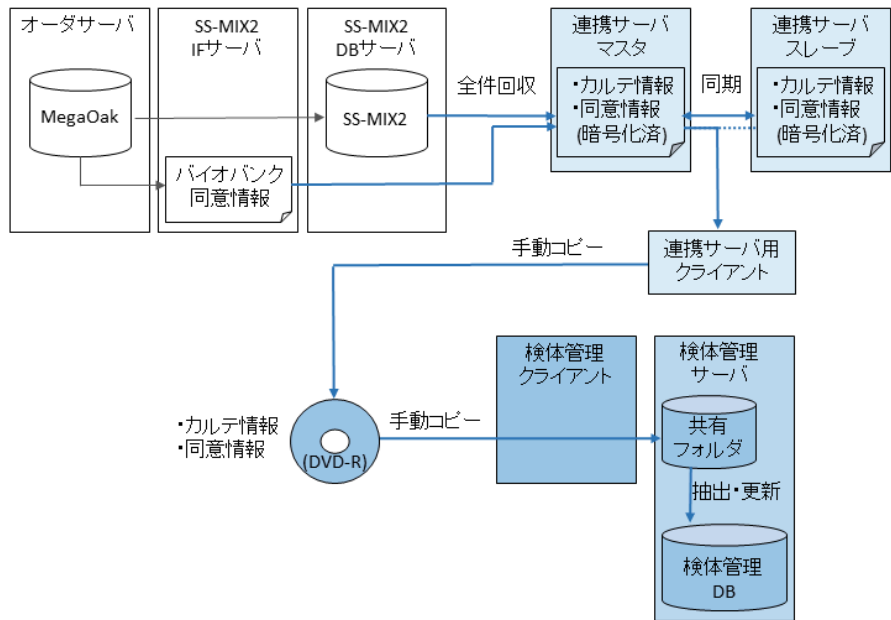 オーダサーバ
MegaOak
SS-MIX2
IFサーバ
バイオバンク
同意情報
SS-MIX2
DBサーバ
SS-MIX2
全件回収
連携サーバ
マスタ
・カルテ情報
・同意情報
(暗号化済)
同期
連携サーバ
スレーブ
・カルテ情報
・同意情報
(暗号化済)
連携サーバ用
クライアント
手動コピー
・カルテ情報
・同意情報
(DVD-R)
手動コピー
検体管理
クライアント
検体管理
サーバ
共有
フォルダ
抽出・更新
検体管理
DB